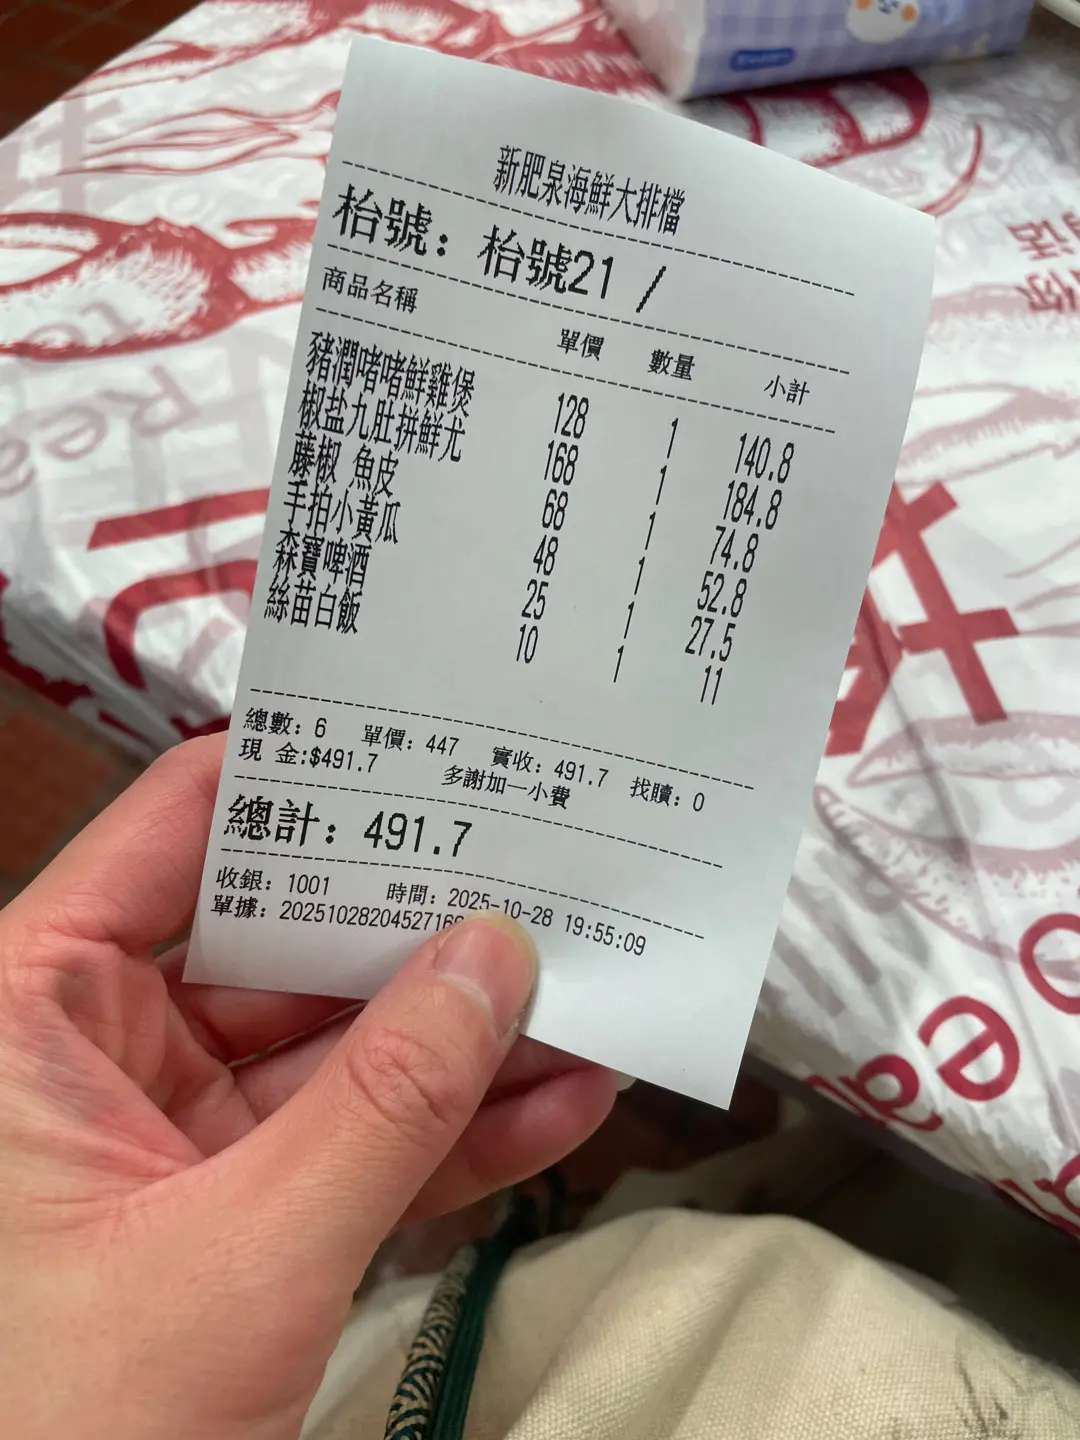 新肥泉海鮮大排檔
枱號: 枱號21 /
商品名稱 單價 數量 小計
豬潤啫啫鮮雞煲 128 1 140.8
椒盐九肚拼鮮尤 168 1 184.8
藤椒 魚皮 68 1 74.8
手拍小黃瓜 48 1 52.8
森寶啤酒 25 1 27.5
絲苗白飯 10 1 11
總數: 6 單價: 447 實收: 491.7 找贖: 0
現 金:$491.7 多謝加一小費
總計: 491.7
收銀: 1001 時間: 2025-10-28 19:55:09
單據: 2025102820452716